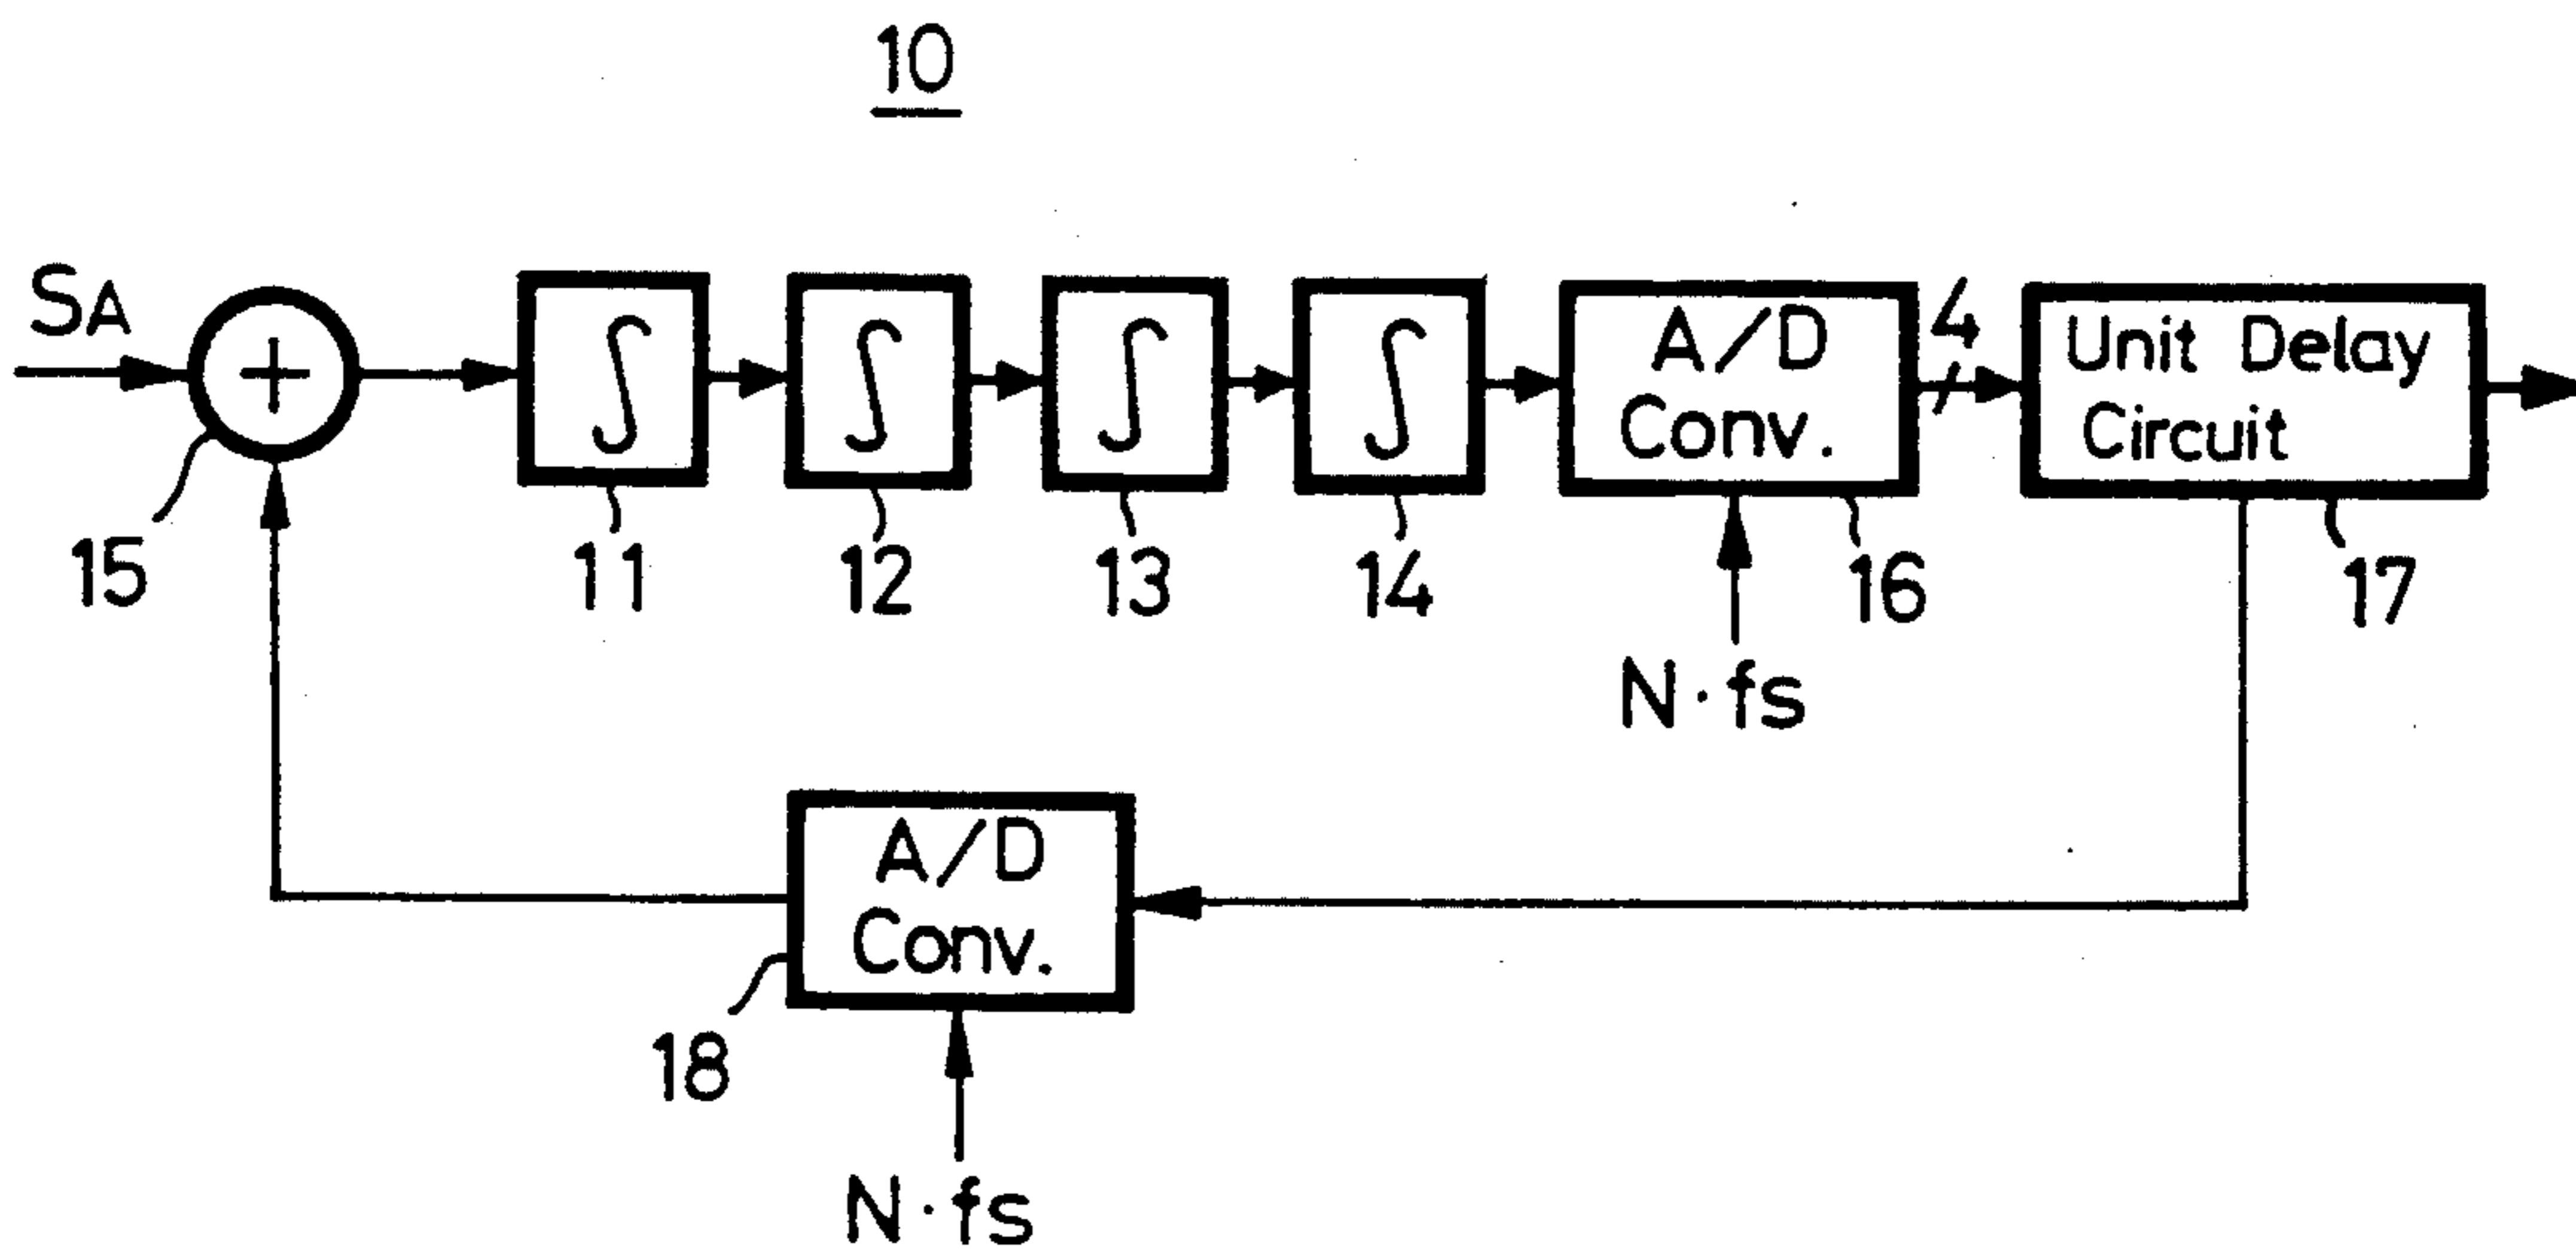 10
SA
+
∫
∫
∫
∫
A/D
Conv.
4
Unit Delay
Circuit
15
11
12
13
14
16
17
N·fs
A/D
Conv.
18
N·fs